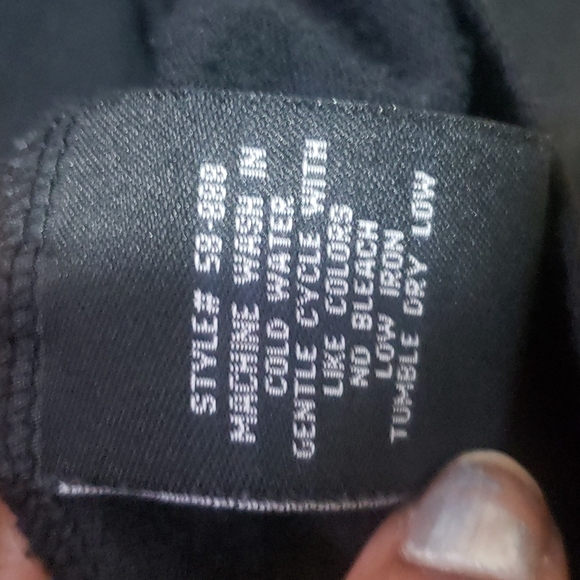 STYLE# 59-888
MACHINE WASH IN
COLD WATER
GENTLE CYCLE WITH
LIKE COLORS
NO BLEACH
LOW IRON
TUMBLE DRY LOW